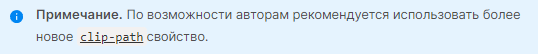 Примечание. По возможности авторам рекомендуется использовать более
новое clip-path свойство.